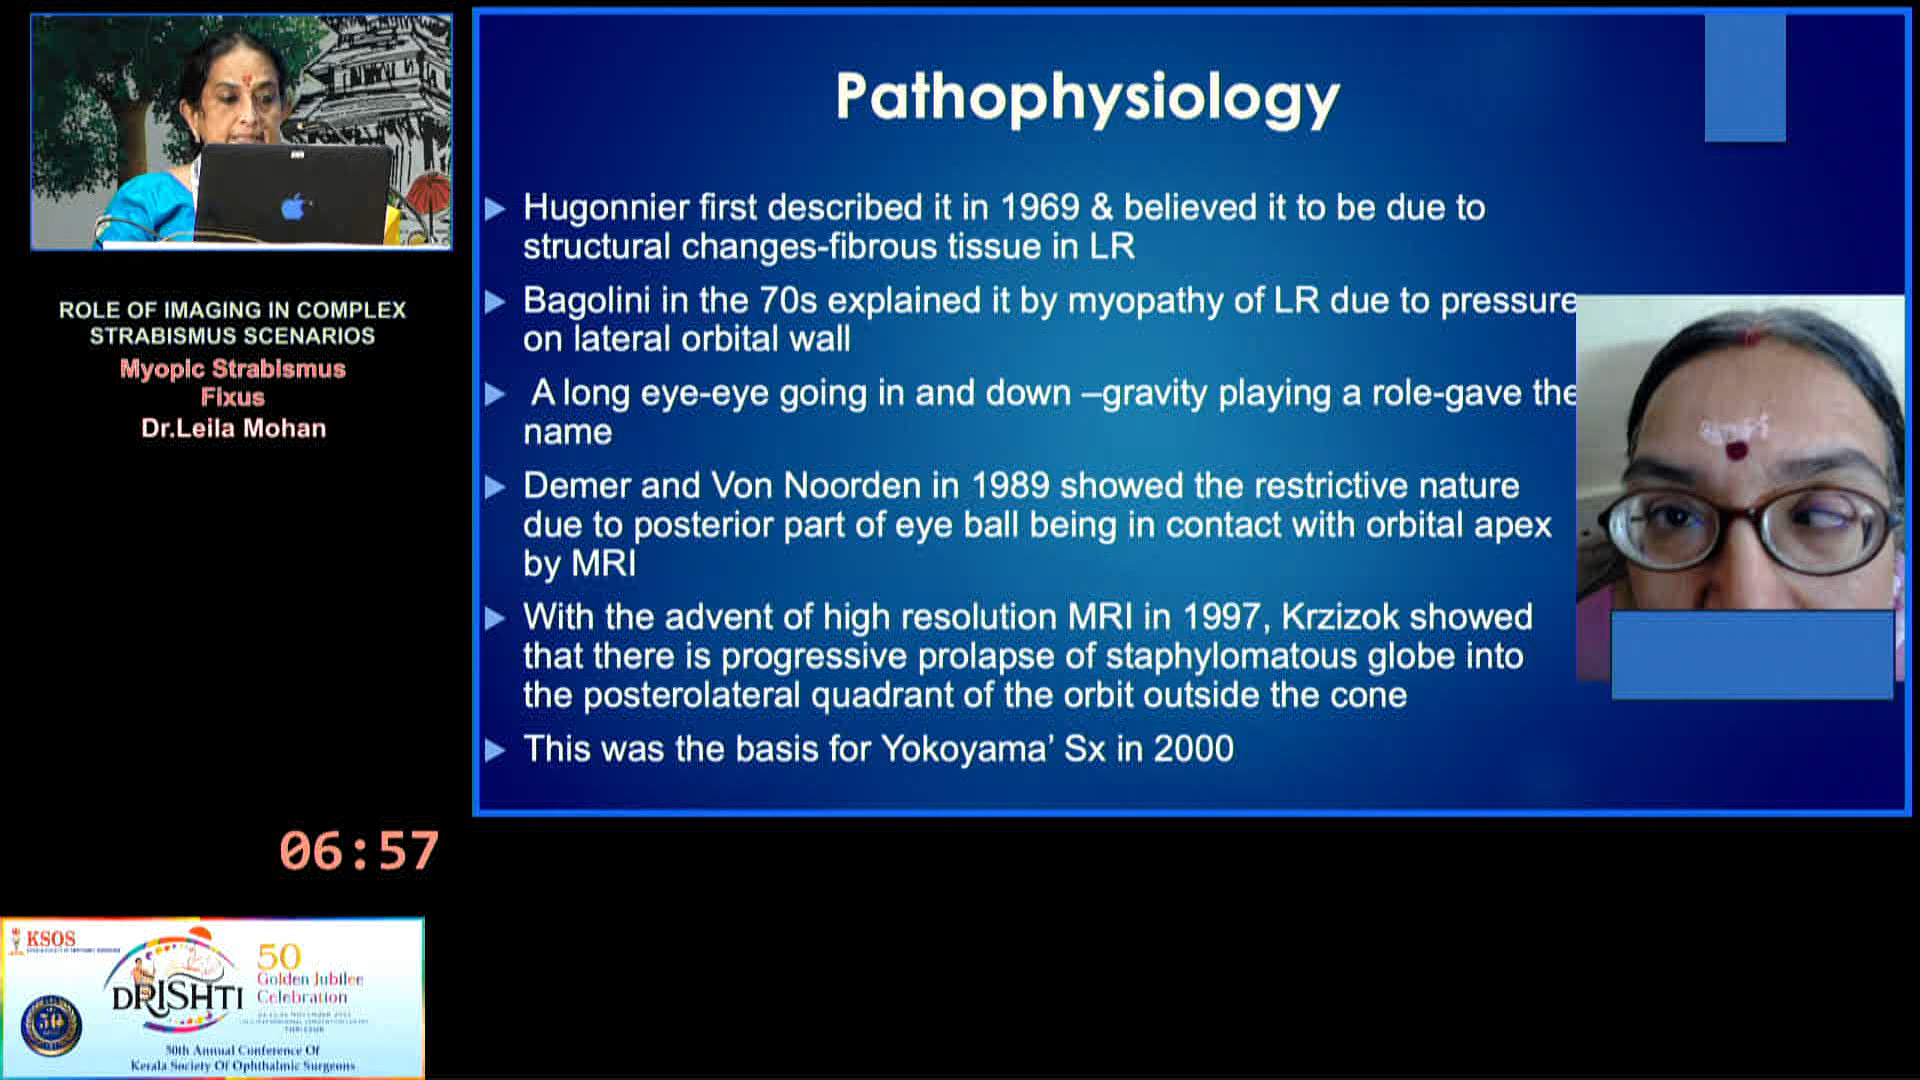 ROLE OF IMAGING IN COMPLEX
STRABISMUS SCENARIOS
Myopic Strabismus
Fixus
Dr.Leila Mohan
Pathophysiology
Hugonnier first described it in 1969 & believed it to be due to
structural changes-fibrous tissue in LR
Bagolini in the 70s explained it by myopathy of LR due to pressure
on lateral orbital wall
A long eye-eye going in and down –gravity playing a role-gave the
name
Demer and Von Noorden in 1989 showed the restrictive nature
due to posterior part of eye ball being in contact with orbital apex
by MRI
With the advent of high resolution MRI in 1997, Krzizok showed
that there is progressive prolapse of staphylomatous globe into
the posterolateral quadrant of the orbit outside the cone
This was the basis for Yokoyama’ Sx in 2000
06:57
KSOS
DRISHTI
50
Golden Jubilee
Celebration
THRISSUR
50th Annual Conference Of
Kerala Society Of Ophthalmic Surgeons